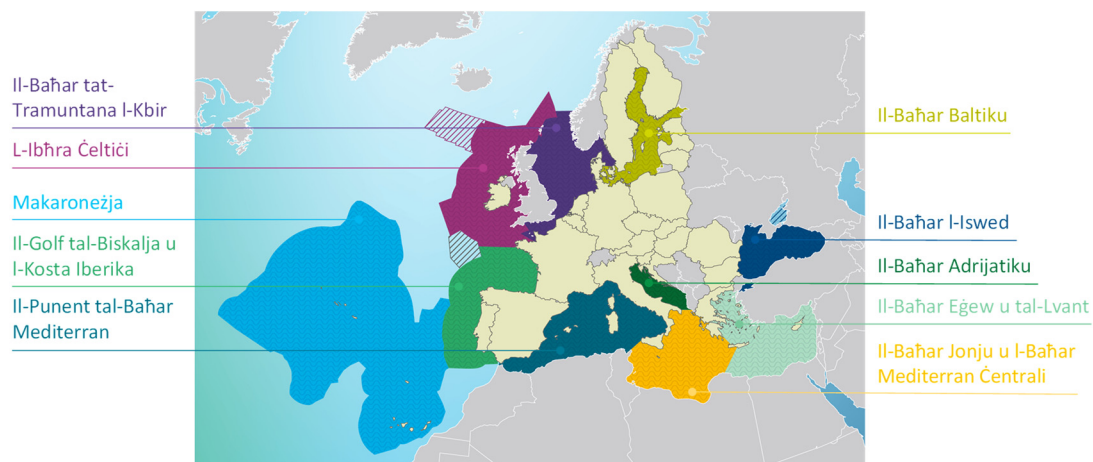 Il-Baħar tat-
Tramuntana l-Kbir
L-Ibħra Ċeltiċi
Makaroneżja
Il-Golf tal-Biskalja u
l-Kosta Iberika
Il-Punent tal-Baħar
Mediterran
Il-Baħar Baltiku
Il-Baħar l-Iswed
Il-Baħar Adrijatiku
Il-Baħar Eġew u tal-Lvant
Il-Baħar Jonju u l-Baħar
Mediterran Ċentrali